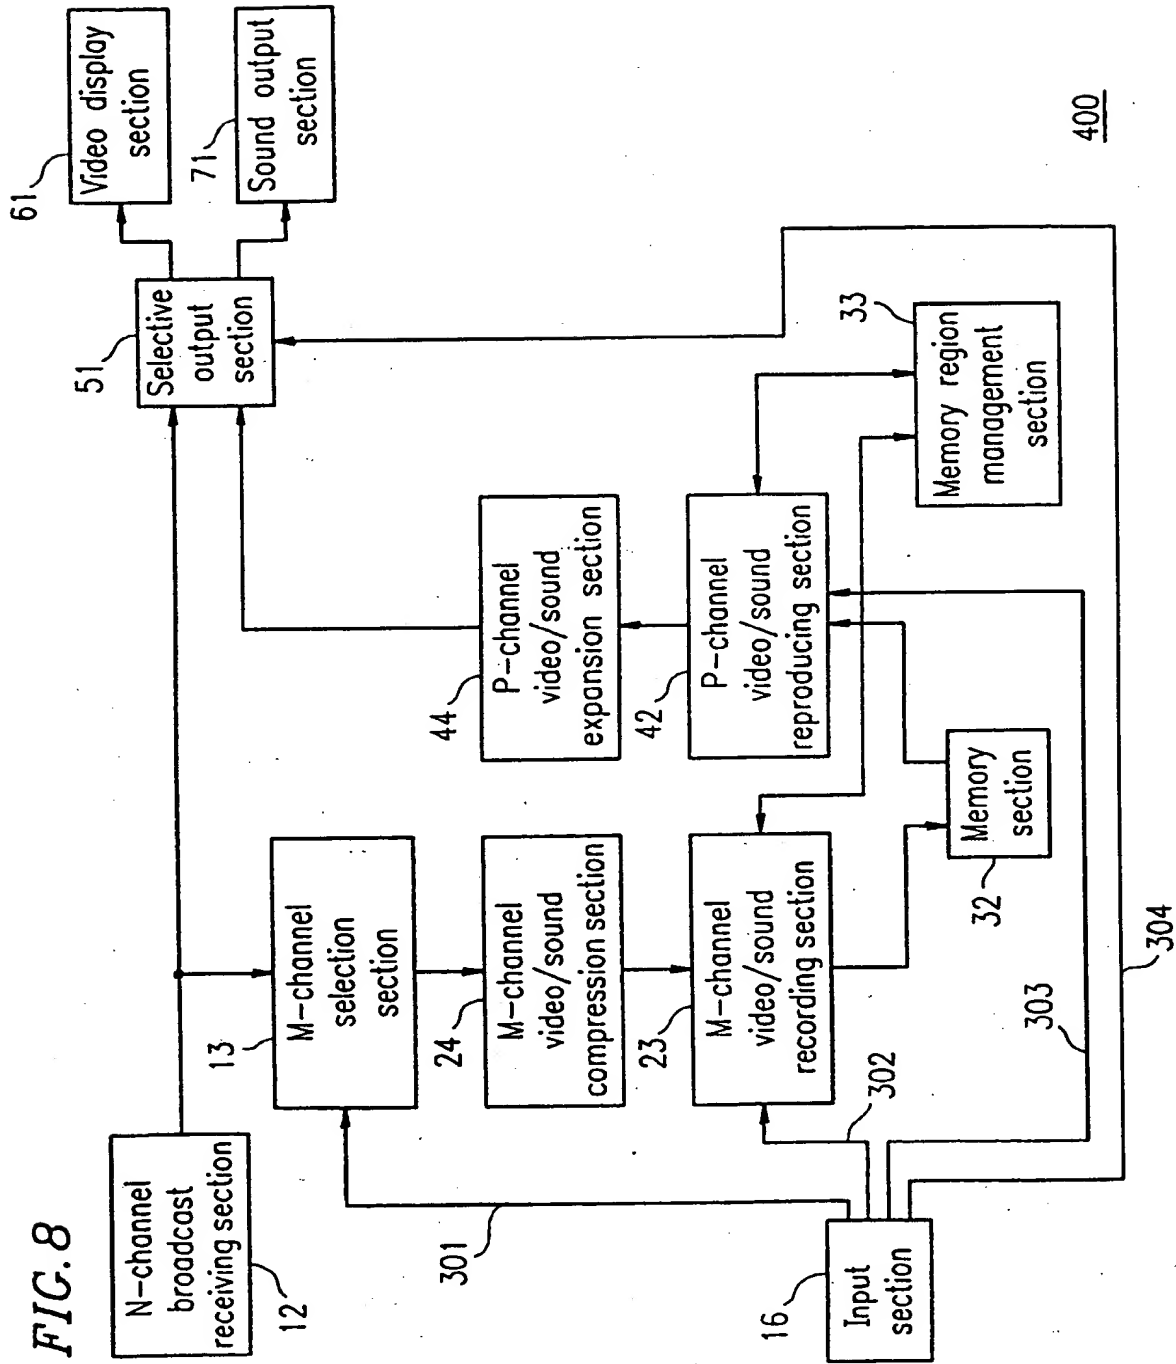 FIG.8
N-channel
broadcast
receiving section
12
M-channel
selection
section
13
M-channel
video/sound
compression section
24
M-channel
video/sound
recording section
23
Input
section
16
301
302
303
304
Memory
section
32
P-channel
video/sound
expansion section
44
P-channel
video/sound
reproducing section
42
Memory region
management
section
33
Selective
output
section
51
Video display
section
61
Sound output
section
71
400